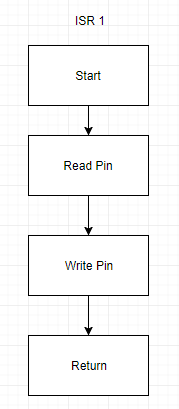 ISR 1
Start
Read Pin
Write Pin
Return